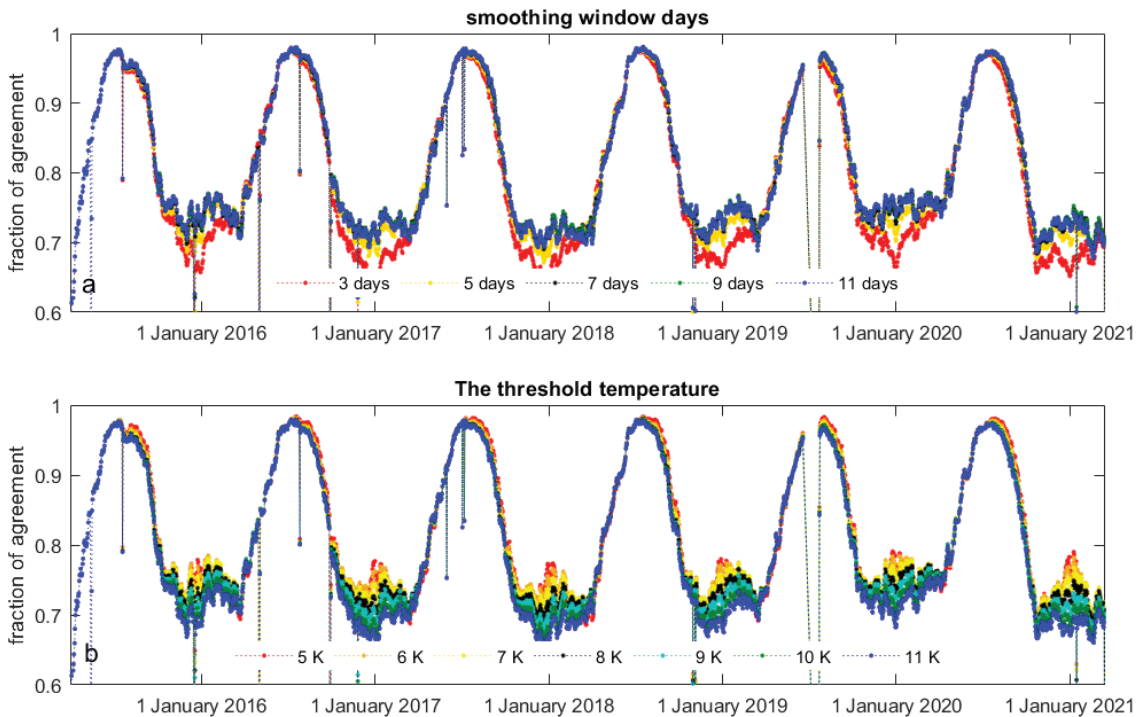 smoothing window days
1
0.9
0.8
0.7
0.6
fraction of agreement
a
3 days 5 days 7 days 9 days 11 days
1 January 2016 1 January 2017 1 January 2018 1 January 2019 1 January 2020 1 January 2021
The threshold temperature
1
0.9
0.8
0.7
0.6
fraction of agreement
b
5 K 6 K 7 K 8 K 9 K 10 K 11 K
1 January 2016 1 January 2017 1 January 2018 1 January 2019 1 January 2020 1 January 2021